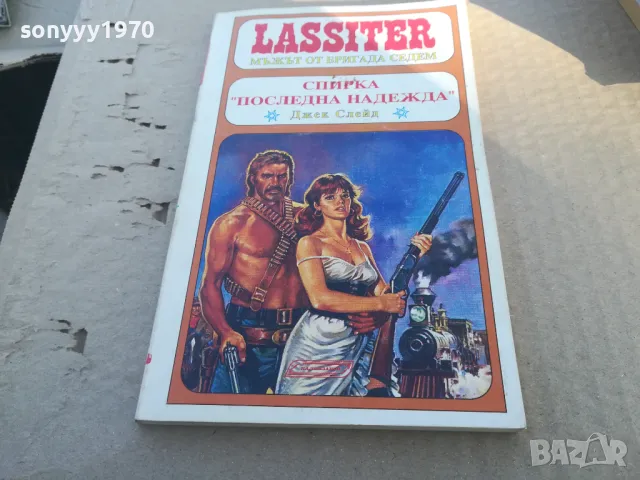 sonyyy1970
LASSITER
МЪЖЪТ ОТ БРИГАДА СЕДЕМ
СПИРКА
"ПОСЛЕДНА НАДЕЖДА"
Джек Слейд
BAZAR